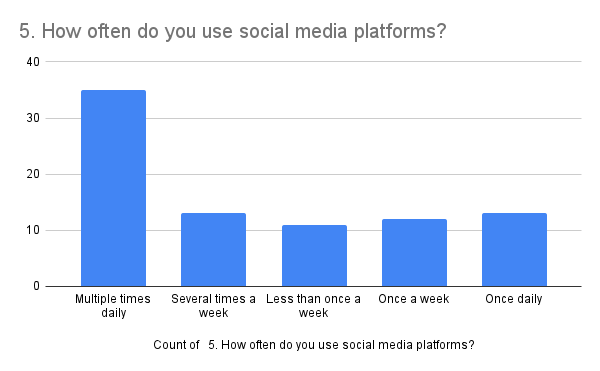 5. How often do you use social media platforms?
40
30
20
10
0
Multiple times
daily
Several times a
week
Less than once a
week
Once a week
Once daily
Count of 5. How often do you use social media platforms?